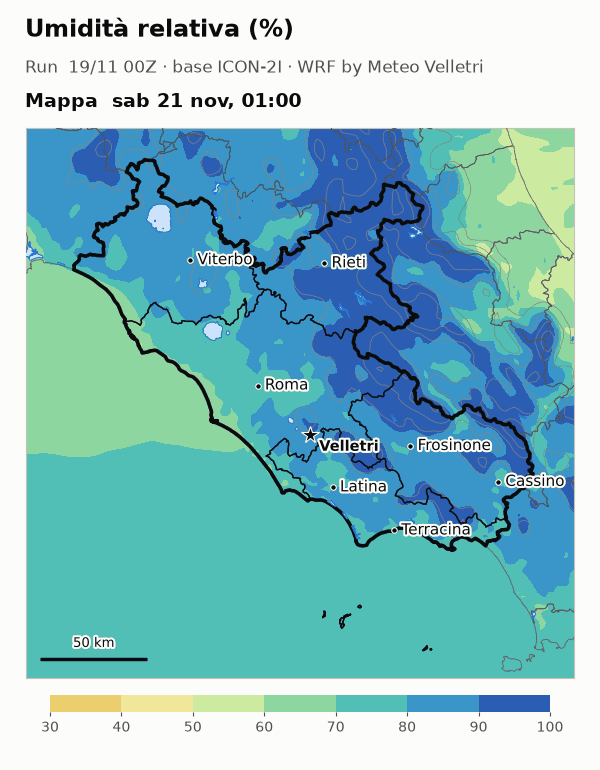 Umidità relativa (%)
Run  19/11 00Z · base ICON-2I · WRF by Meteo Velletri
Mappa  sab 21 nov, 01:00
Viterbo
Rieti
Roma
Velletri
Frosinone
Cassino
Latina
Terracina
50 km
30 40 50 60 70 80 90 100